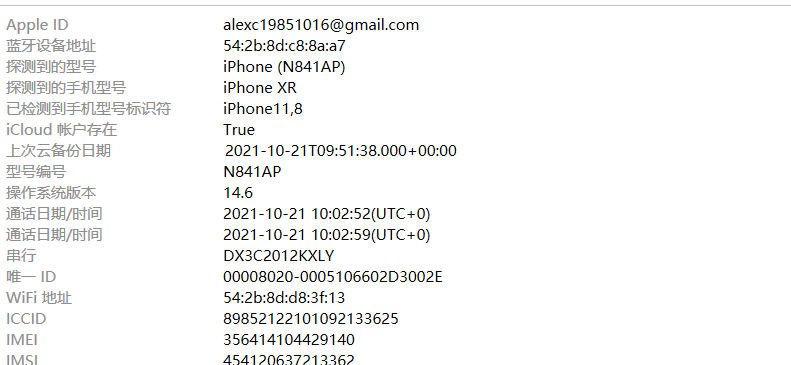 Apple ID alexc19851016@gmail.com
蓝牙设备地址 54:2b:8d:c8:8a:a7
探测到的型号 iPhone (N841AP)
探测到的手机型号 iPhone XR
已检测到手机型号标识符 iPhone11,8
iCloud 帐户存在 True
上次云备份日期 2021-10-21T09:51:38.000+00:00
型号编号 N841AP
操作系统版本 14.6
通话日期/时间 2021-10-21 10:02:52(UTC+0)
通话日期/时间 2021-10-21 10:02:59(UTC+0)
串行 DX3C2012KXLY
唯一 ID 00008020-0005106602D3002E
WiFi 地址 54:2b:8d:d8:3f:13
ICCID 89852122101092133625
IMEI 356414104429140
IMSI 454120637213362